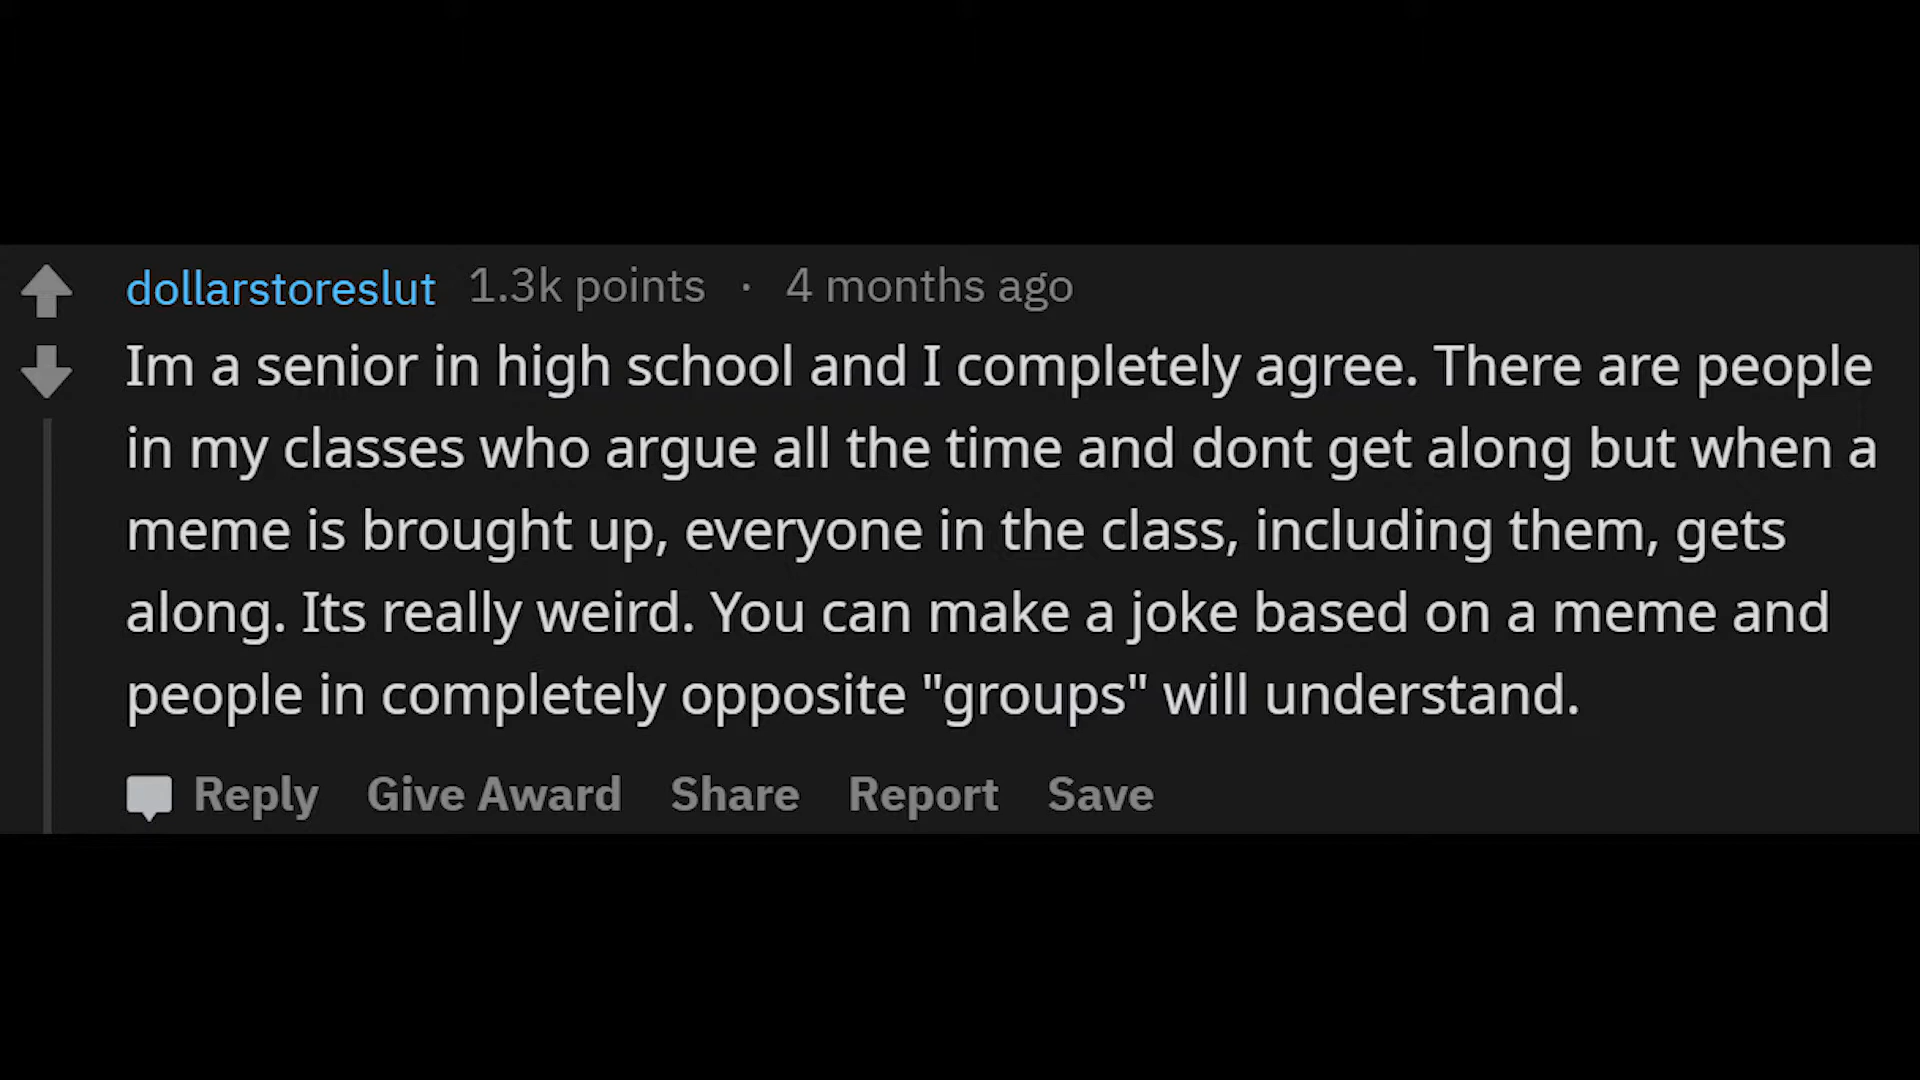 dollarstoreslut 1.3k points · 4 months ago
Im a senior in high school and I completely agree. There are people
in my classes who argue all the time and dont get along but when a
meme is brought up, everyone in the class, including them, gets
along. Its really weird. You can make a joke based on a meme and
people in completely opposite "groups" will understand.
Reply Give Award Share Report Save